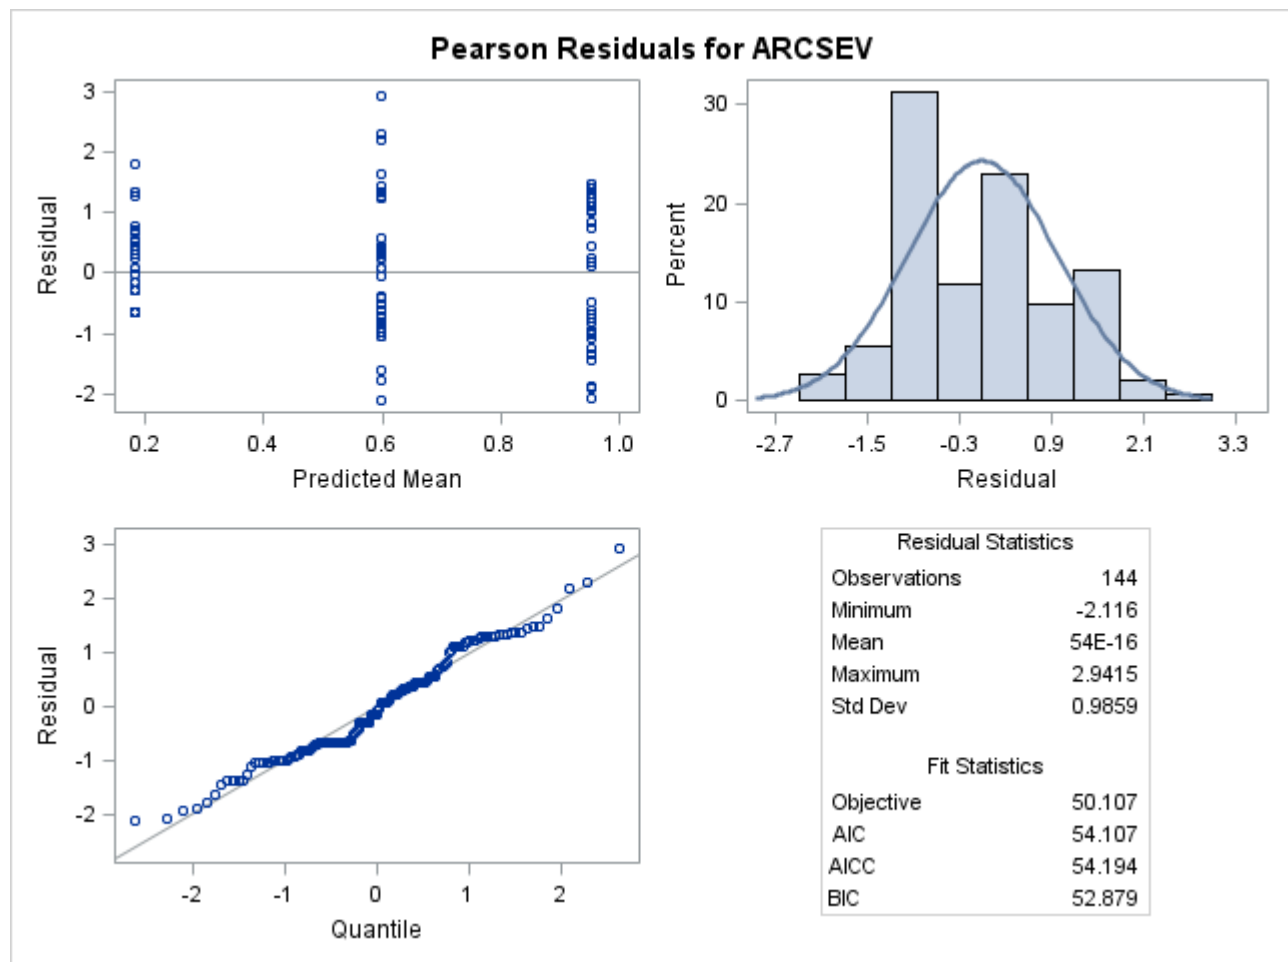 Pearson Residuals for ARCSEV
3
2
1
0
-1
-2
Residual
0.2 0.4 0.6 0.8 1.0
Predicted Mean
30
20
10
0
Percent
-2.7 -1.5 -0.3 0.9 2.1 3.3
Residual
3
2
1
0
-1
-2
Residual
-2 -1 0 1 2
Quantile
Residual Statistics
Observations 144
Minimum -2.116
Mean 54E-16
Maximum 2.9415
Std Dev 0.9859
Fit Statistics
Objective 50.107
AIC 54.107
AICC 54.194
BIC 52.879